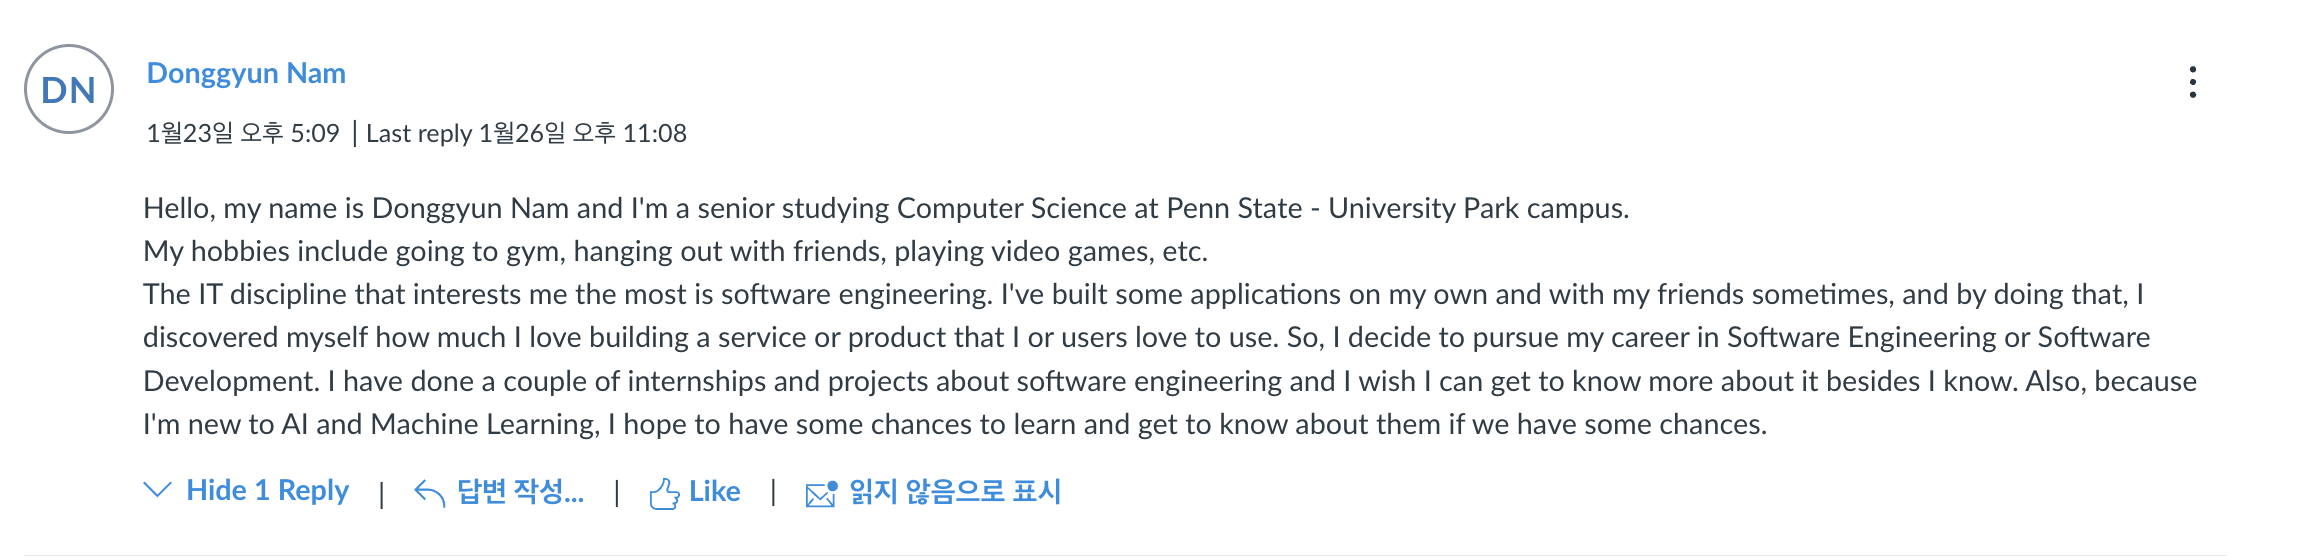 DN
Donggyun Nam
1월23일 오후 5:09 | Last reply 1월26일 오후 11:08
Hello, my name is Donggyun Nam and I'm a senior studying Computer Science at Penn State - University Park campus.
My hobbies include going to gym, hanging out with friends, playing video games, etc.
The IT discipline that interests me the most is software engineering. I've built some applications on my own and with my friends sometimes, and by doing that, I
discovered myself how much I love building a service or product that I or users love to use. So, I decide to pursue my career in Software Engineering or Software
Development. I have done a couple of internships and projects about software engineering and I wish I can get to know more about it besides I know. Also, because
I'm new to AI and Machine Learning, I hope to have some chances to learn and get to know about them if we have some chances.
Hide 1 Reply | 답변 작성... | Like | 읽지 않음으로 표시